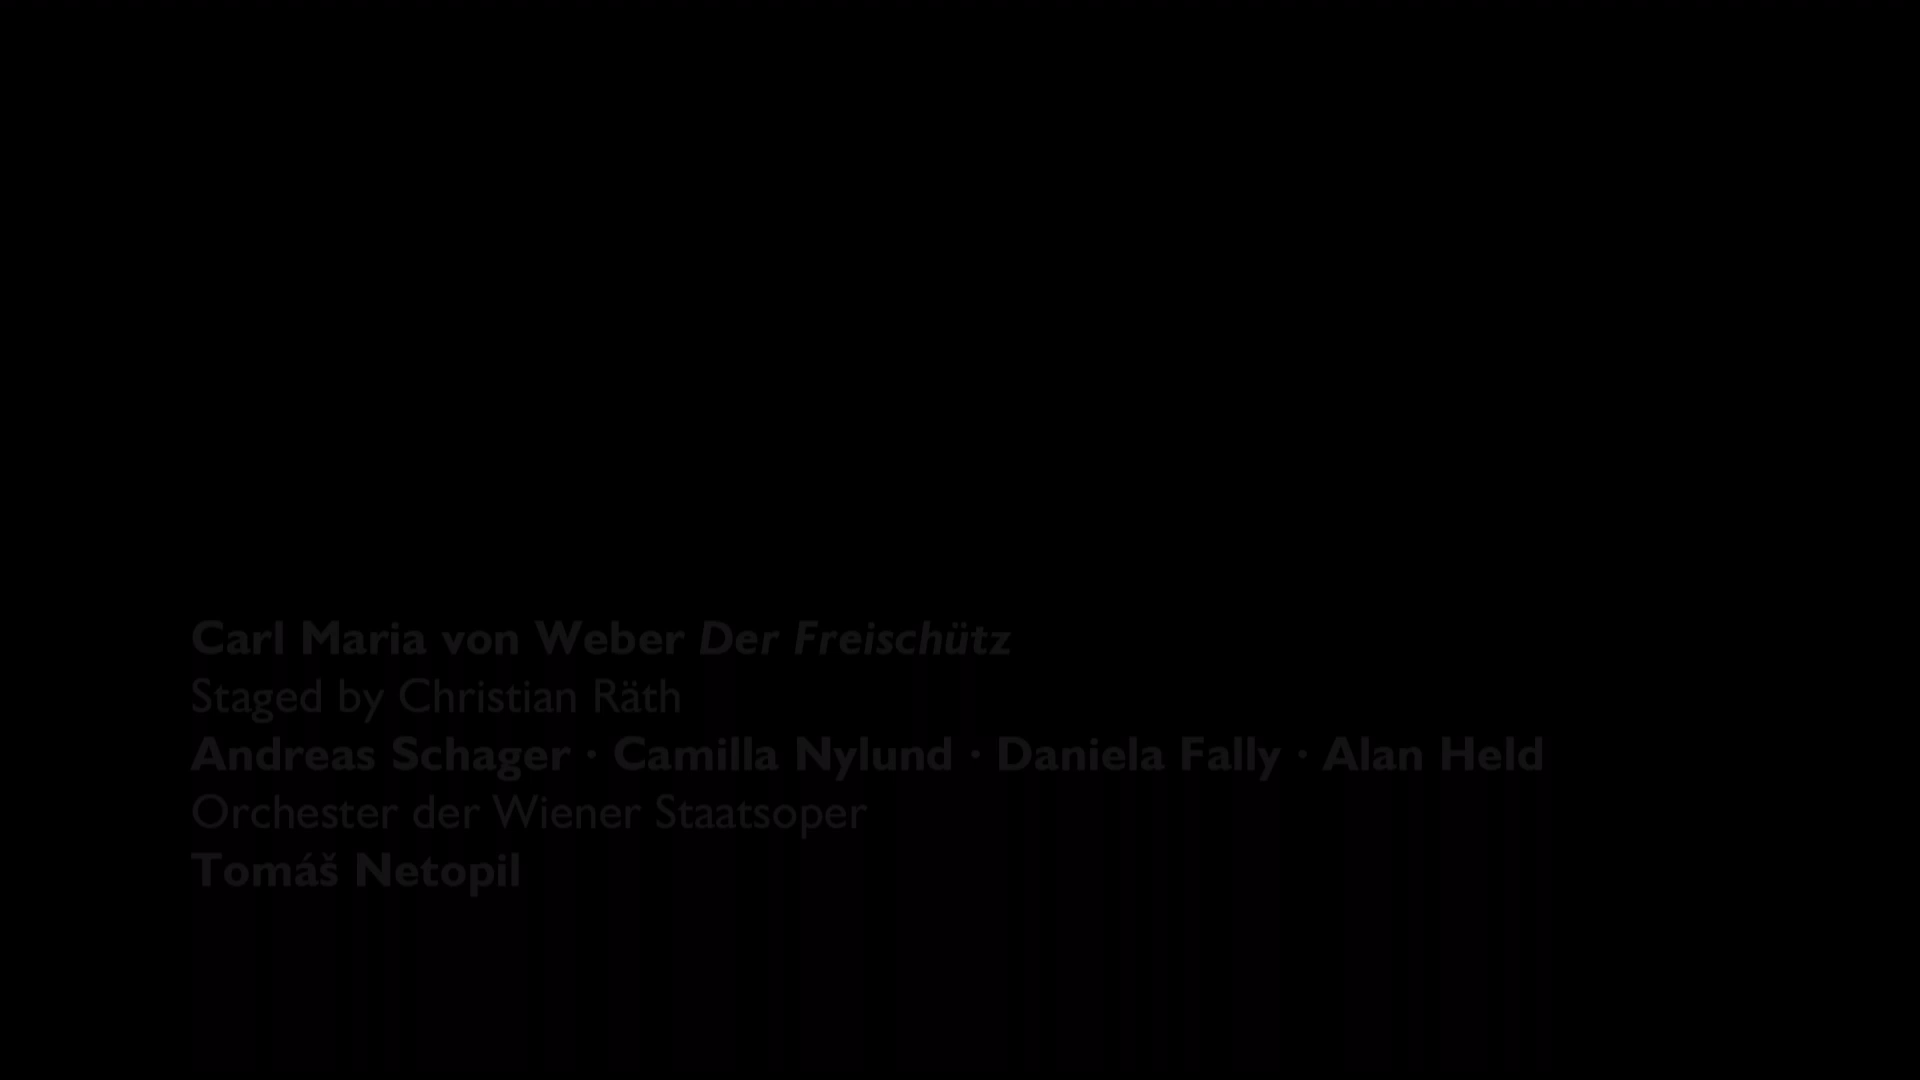 Carl Maria von Weber Der Freischütz
Staged by Christian Räth
Andreas Schager · Camilla Nylund · Daniela Fally · Alan Held
Orchester der Wiener Staatsoper
Tomáš Netopil